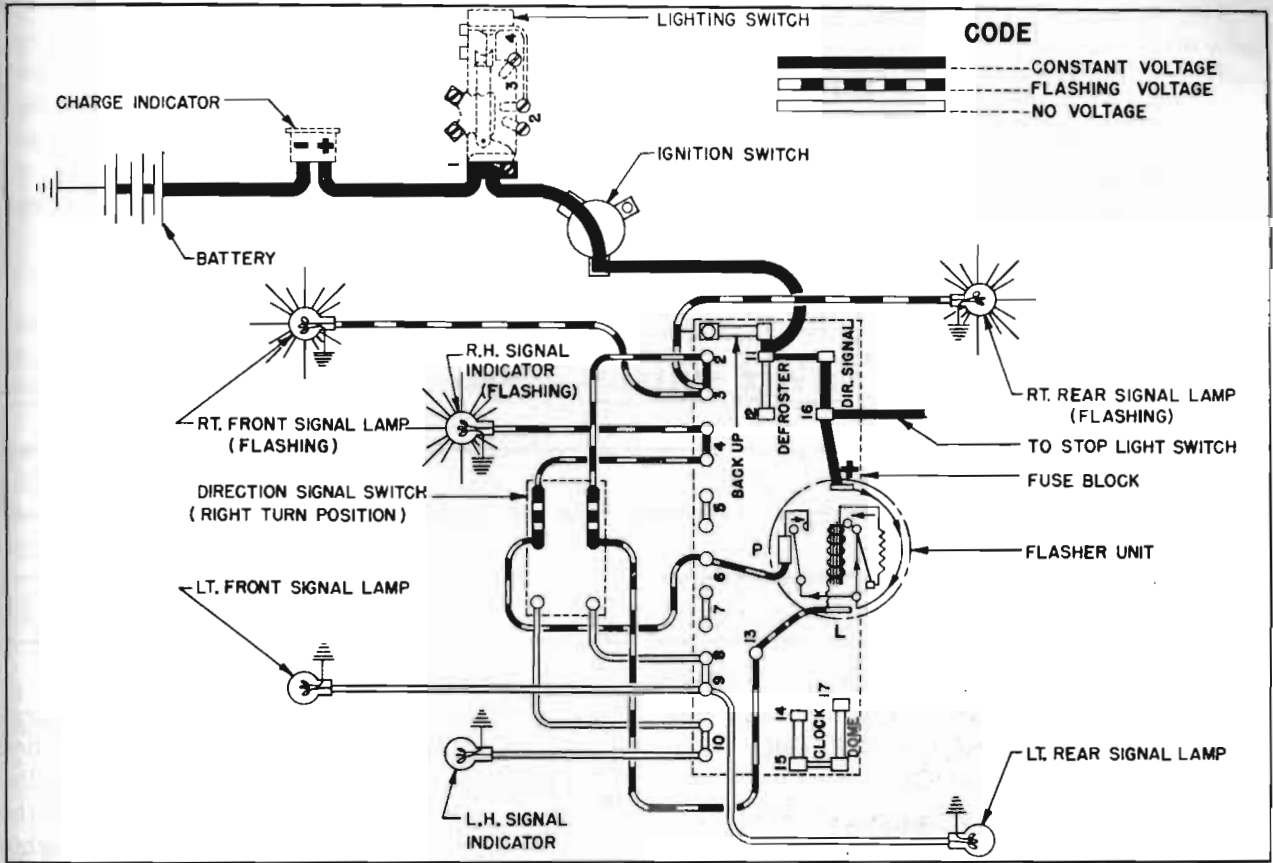 LIGHTING SWITCH
CODE
CONSTANT VOLTAGE
FLASHING VOLTAGE
NO VOLTAGE
CHARGE INDICATOR
- +
4
3
2
1
IGNITION SWITCH
BATTERY
R.H. SIGNAL
INDICATOR
(FLASHING)
RT. FRONT SIGNAL LAMP
(FLASHING)
RT. REAR SIGNAL LAMP
(FLASHING)
TO STOP LIGHT SWITCH
FUSE BLOCK
FLASHER UNIT
DIRECTION SIGNAL SWITCH
(RIGHT TURN POSITION)
2
3
4
5
6
7
8
9
10
BACK UP
11
12
DEFROSTER
16
DIR. SIGNAL
+
P
L
13
14
15
CLOCK
17
DOME
LT. FRONT SIGNAL LAMP
L.H. SIGNAL
INDICATOR
LT. REAR SIGNAL LAMP